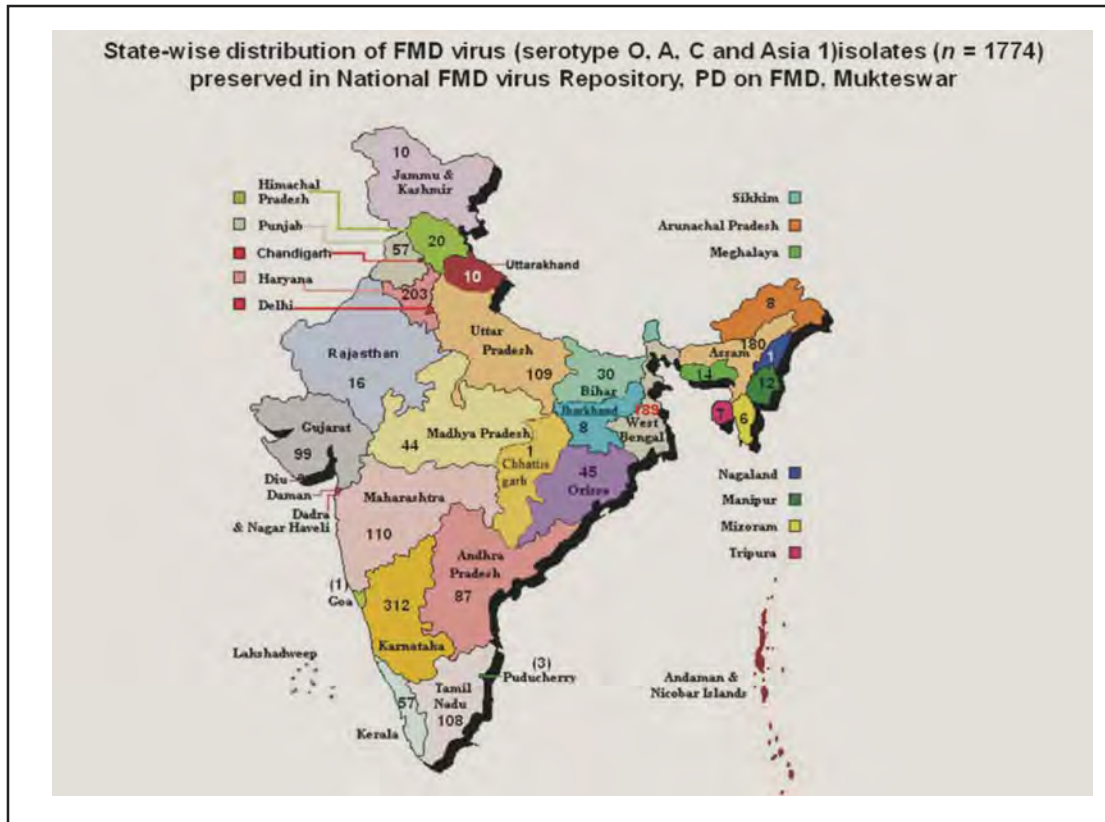 State-wise distribution of FMD virus (serotype O, A, C and Asia 1)isolates (n = 1774)
preserved in National FMD virus Repository, PD on FMD, Mukteswar
10
Jammu &
Kashmir
Himachal
Pradesh
Punjab
Chandigarh
Haryana
Delhi
Sikkim
Arunachal Pradesh
Meghalaya
20
57
Uttarakhand
10
203
8
Uttar
Pradesh
109
180
Assam
1
14
12
7
6
Rajasthan
16
30
Bihar
Jharkhand
8
189
West
Bengal
Gujarat
99
Diu
Daman
Dadra
& Nagar Haveli
Madhya Pradesh
44
1
Chhattis
garh
45
Orissa
Nagaland
Manipur
Mizoram
Tripura
Maharashtra
110
Andhra
Pradesh
87
(1)
Goa
312
Karnataka
Lakshadweep
(3)
Puducherry
Tamil
Nadu
108
57
Kerala
Andaman &
Nicobar Islands